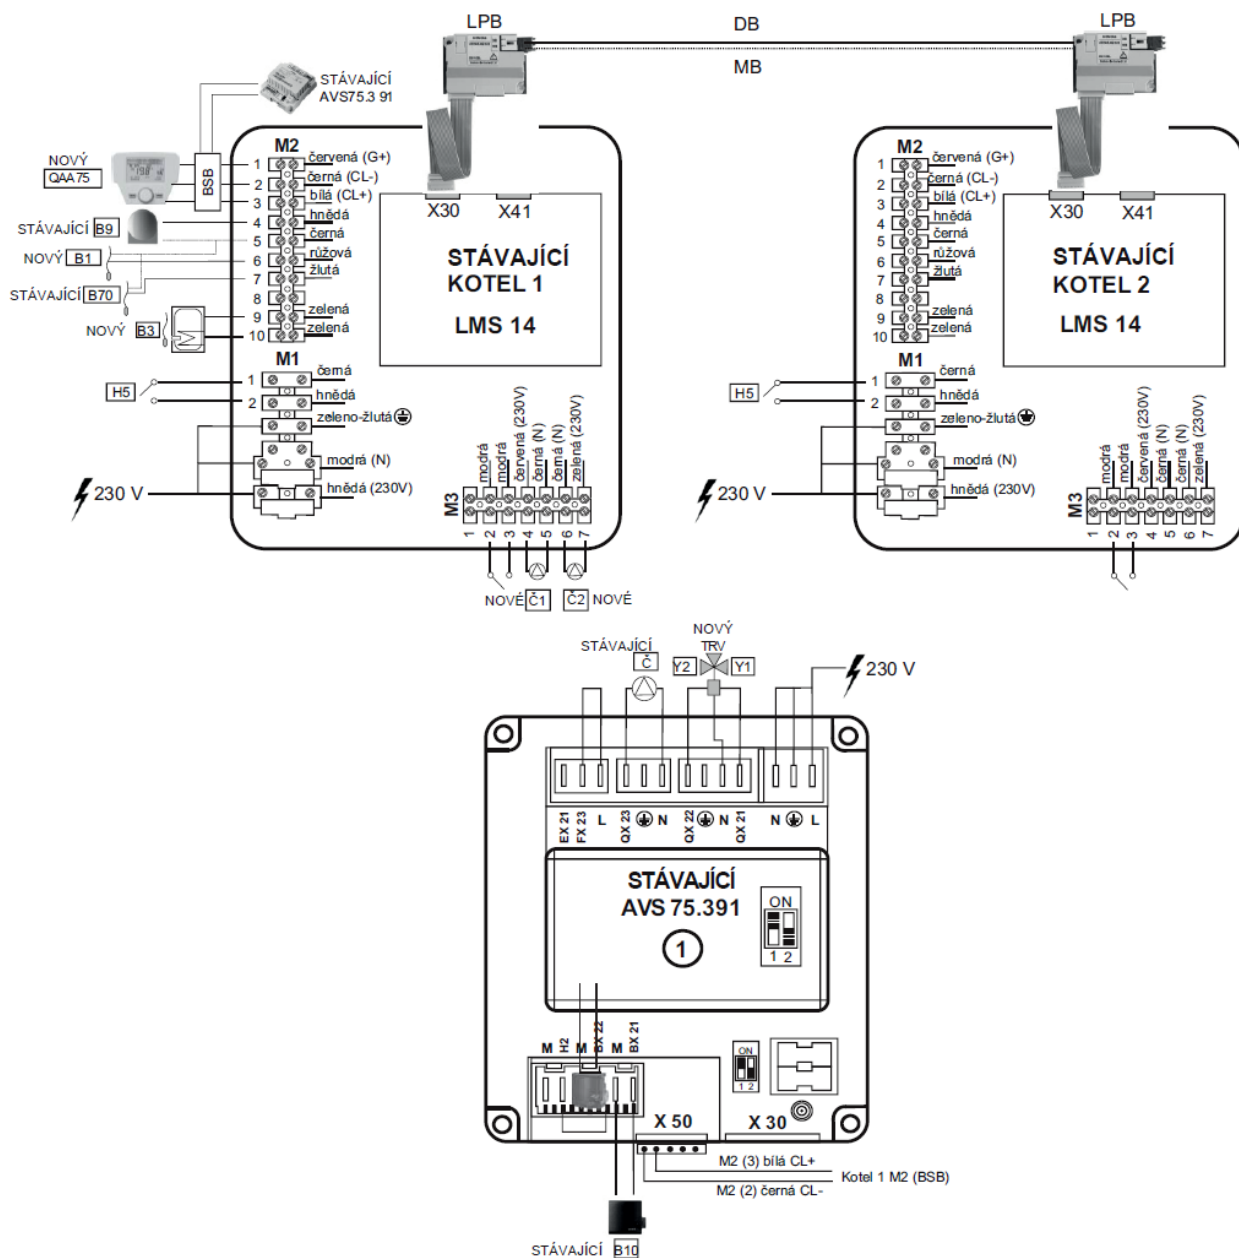 LPB
DB
MB
LPB
STÁVAJÍCÍ
AVS75.3 91
NOVÝ
QAA 75
BSB
STÁVAJÍCÍ B9
NOVÝ B1
STÁVAJÍCÍ B70
NOVÝ B3
M2
1 červená (G+)
2 černá (CL-)
3 bílá (CL+)
4 hnědá
5 černá
6 růžová
7 žlutá
8
9 zelená
10 zelená
M1
1 černá
2 hnědá
zeleno-žlutá
modrá (N)
hnědá (230V)
H5
230 V
X30 X41
STÁVAJÍCÍ
KOTEL 1
LMS 14
modrá
modrá
červená (230V)
černá (N)
černá (N)
zelená (230V)
M3
1 2 3 4 5 6 7
NOVÉ Č1 Č2 NOVÉ
M2
1 červená (G+)
2 černá (CL-)
3 bílá (CL+)
4 hnědá
5 černá
6 růžová
7 žlutá
8
9 zelená
10 zelená
M1
1 černá
2 hnědá
zeleno-žlutá
modrá (N)
hnědá (230V)
H5
230 V
X30 X41
STÁVAJÍCÍ
KOTEL 2
LMS 14
modrá
modrá
červená (230V)
černá (N)
černá (N)
zelená (230V)
M3
1 2 3 4 5 6 7
STÁVAJÍCÍ
Č
NOVÝ
TRV
Y2 Y1
230 V
EX 21 FX 23 L QX 23 N QX 22 N QX 21 N L
STÁVAJÍCÍ
AVS 75.391
1
ON
1 2
M H2 M BX 22 M BX 21
ON
1 2
X 50 X 30
M2 (3) bílá CL+
Kotel 1 M2 (BSB)
M2 (2) černá CL-
STÁVAJÍCÍ B10